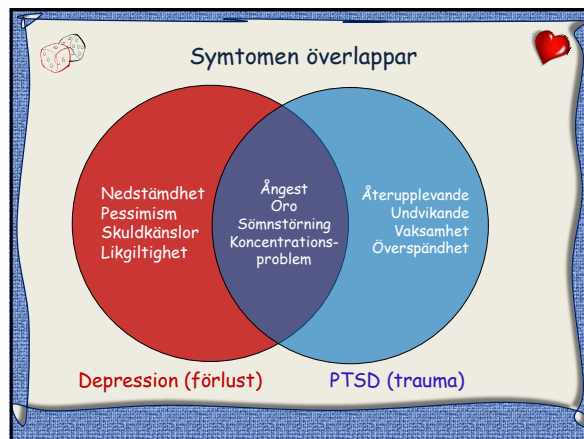 Symtomen överlappar
Nedstämdhet
Pessimism
Skuldkänslor
Likgiltighet
Ångest
Oro
Sömnstörning
Koncentrations-
problem
Återupplevande
Undvikande
Vaksamhet
Överspändhet
Depression (förlust)
PTSD (trauma)